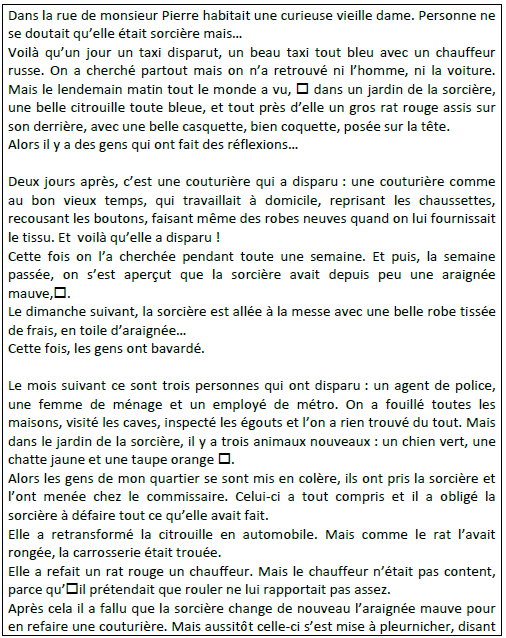 Dans la rue de monsieur Pierre habitait une curieuse vieille dame. Personne ne
se doutait qu’elle était sorcière mais…
Voilà qu’un jour un taxi disparut, un beau taxi tout bleu avec un chauffeur
russe. On a cherché partout mais on n’a retrouvé ni l’homme, ni la voiture.
Mais le lendemain matin tout le monde a vu, □ dans un jardin de la sorcière,
une belle citrouille toute bleue, et tout près d’elle un gros rat rouge assis sur
son derrière, avec une belle casquette, bien coquette, posée sur la tête.
Alors il y a des gens qui ont fait des réflexions…

Deux jours après, c’est une couturière qui a disparu : une couturière comme
au bon vieux temps, qui travaillait à domicile, reprisant les chaussettes,
recousant les boutons, faisant même des robes neuves quand on lui fournissait
le tissu. Et voilà qu’elle a disparu !
Cette fois on l’a cherchée pendant toute une semaine. Et puis, la semaine
passée, on s’est aperçut que la sorcière avait depuis peu une araignée
mauve,□.
Le dimanche suivant, la sorcière est allée à la messe avec une belle robe tissée
de frais, en toile d’araignée…
Cette fois, les gens ont bavardé.

Le mois suivant ce sont trois personnes qui ont disparu : un agent de police,
une femme de ménage et un employé de métro. On a fouillé toutes les
maisons, visité les caves, inspecté les égouts et l’on a rien trouvé du tout. Mais
dans le jardin de la sorcière, il y a trois animaux nouveaux : un chien vert, une
chatte jaune et une taupe orange □.
Alors les gens de mon quartier se sont mis en colère, ils ont pris la sorcière et
l’ont menée chez le commissaire. Celui-ci a tout compris et il a obligé la
sorcière à défaire tout ce qu’elle avait fait.
Elle a retransformé la citrouille en automobile. Mais comme le rat l’avait
rongée, la carrosserie était trouée.
Elle a refait un rat rouge un chauffeur. Mais le chauffeur n’était pas content,
parce qu’□il prétendait que rouler ne lui rapportait pas assez.
Après cela il a fallu que la sorcière change de nouveau l’araignée mauve pour
en refaire une couturière. Mais aussitôt celle-ci s’est mise à pleurnicher, disant